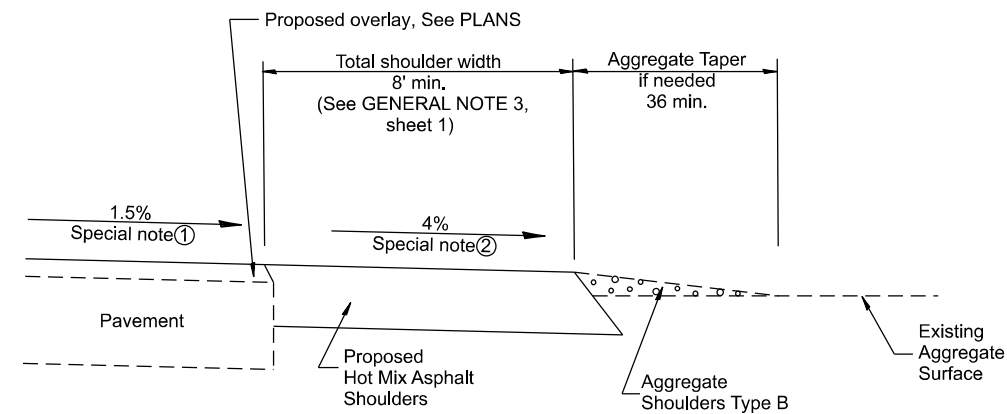 Proposed overlay, See PLANS
Total shoulder width
8' min.
(See GENERAL NOTE 3,
sheet 1)
Aggregate Taper
if needed
36 min.
1.5%
Special note①
4%
Special note②
Pavement
Proposed
Hot Mix Asphalt
Shoulders
Aggregate
Shoulders Type B
Existing
Aggregate
Surface